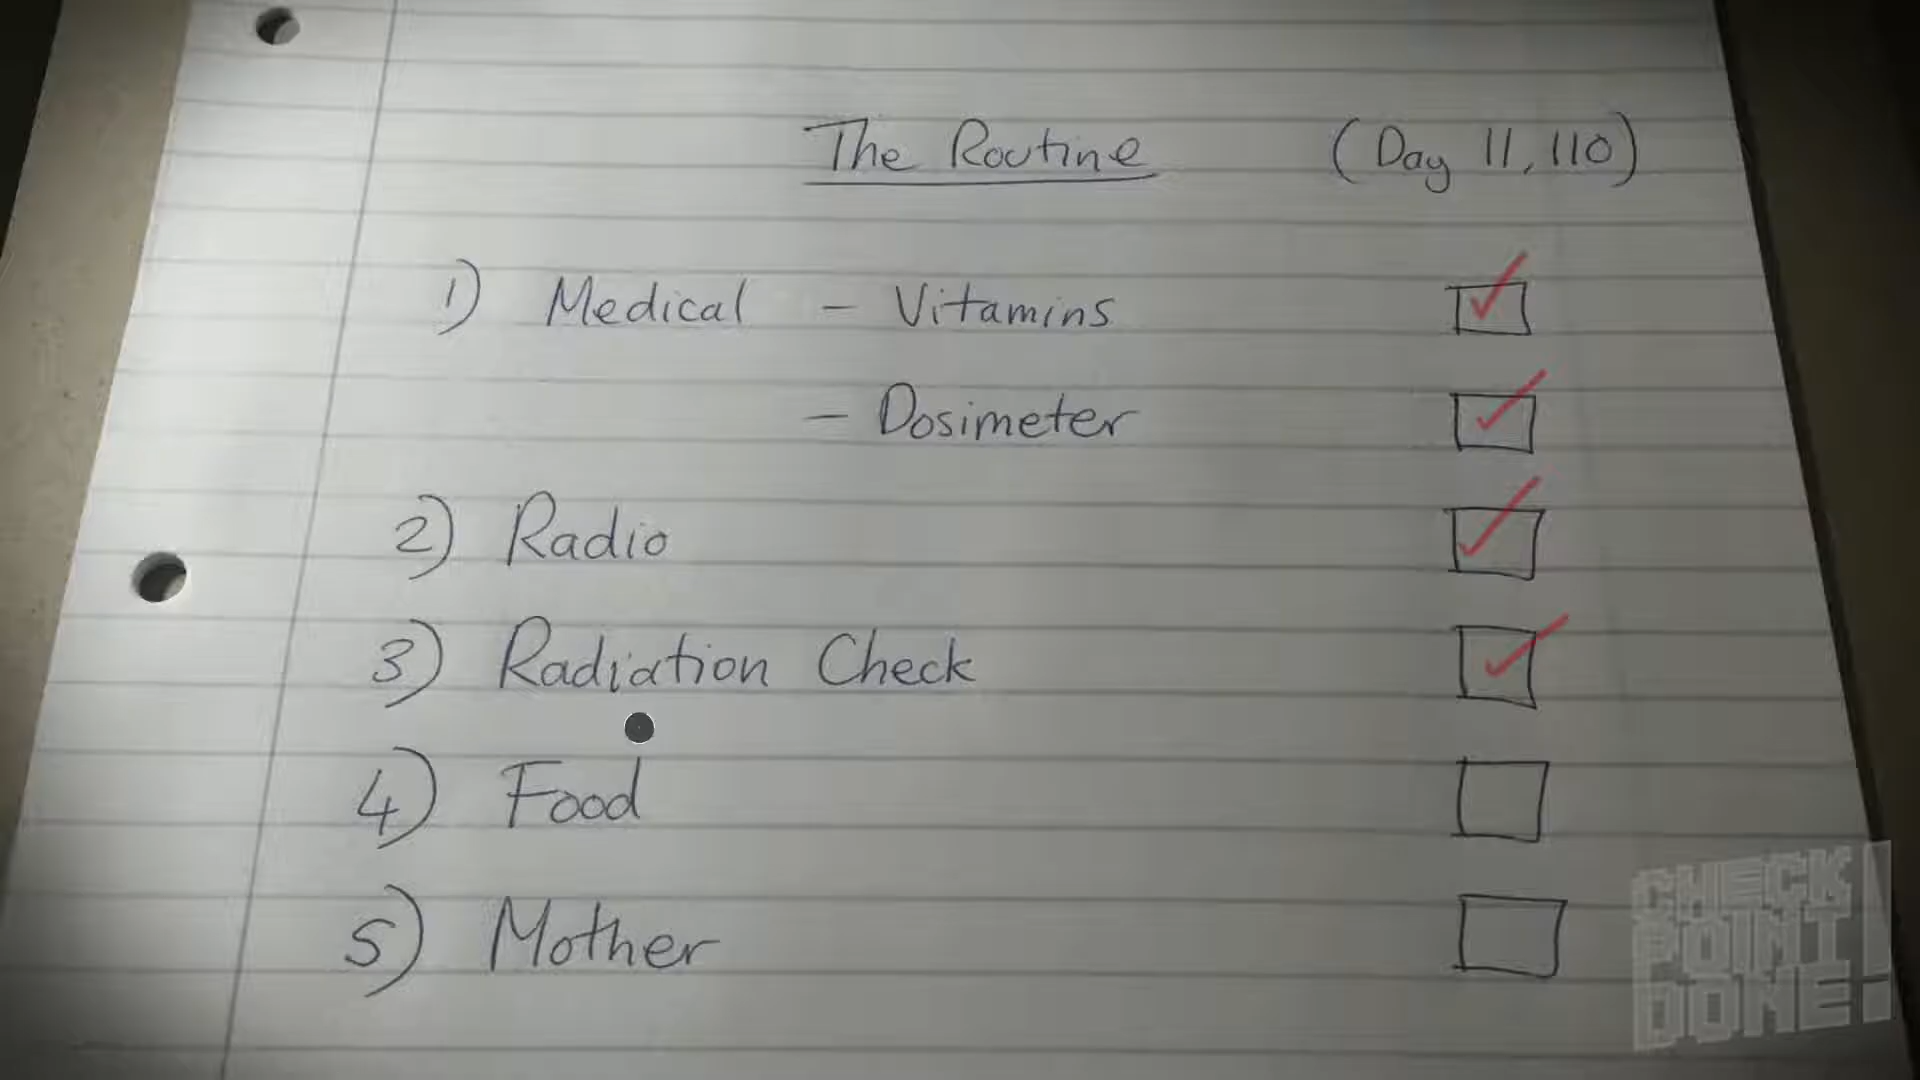 The Routine (Day 11,110)
1) Medical - Vitamins
- Dosimeter
2) Radio
3) Radiation Check
4) Food
5) Mother
CHECK
POINT
DONE!